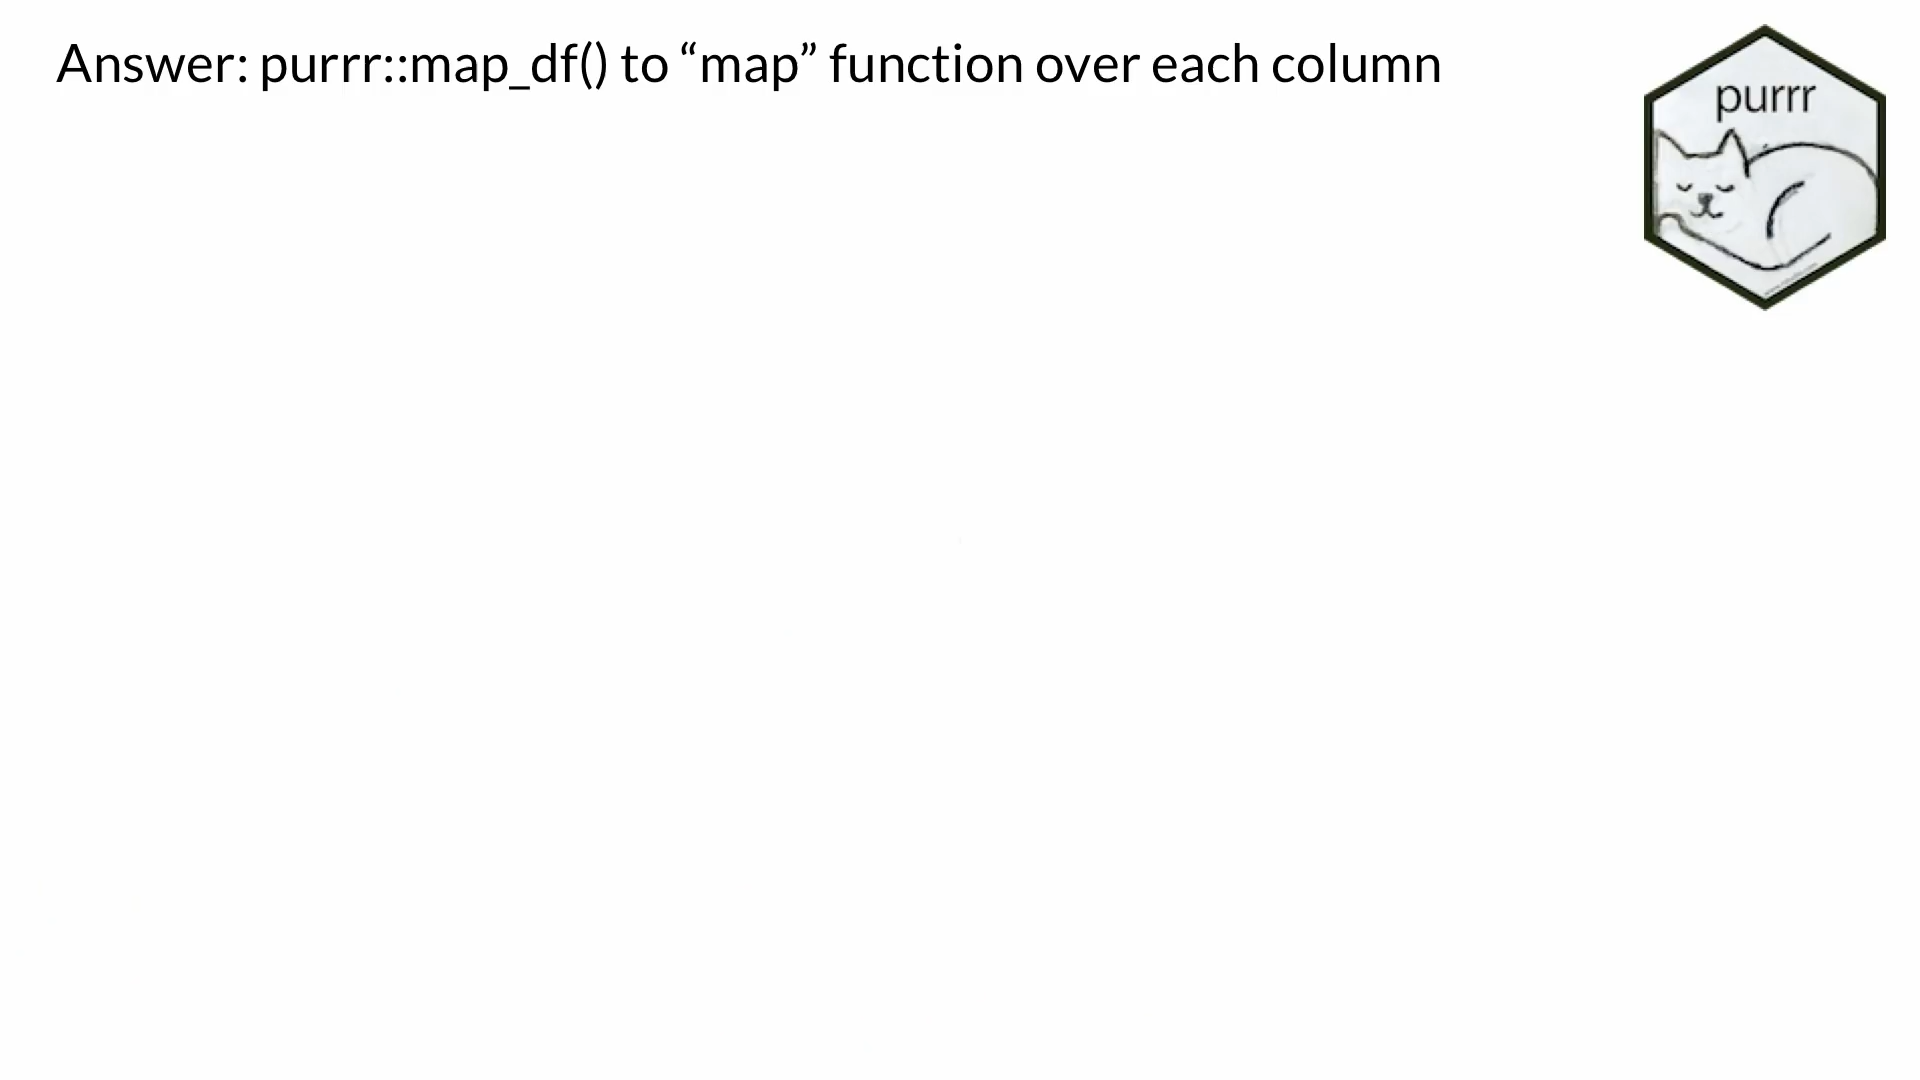 Answer: purrr::map_df() to “map” function over each column
purrr